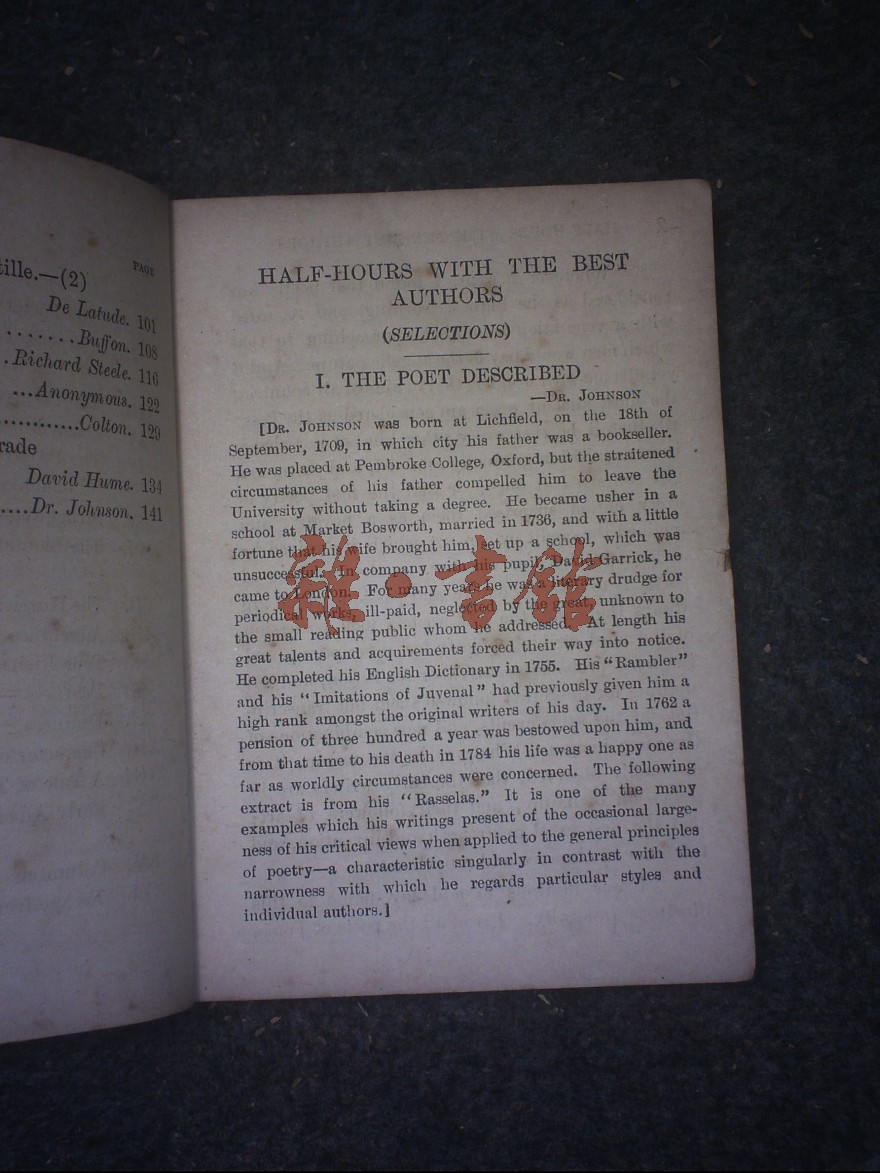 PAGE
tille.—(2)
De Latude. 101
.......Buffon. 108
.Richard Steele. 116
...Anonymous. 122
............Colton. 129
rade
David Hume. 134
....Dr. Johnson. 141
HALF-HOURS WITH THE BEST
AUTHORS
(SELECTIONS)
I. THE POET DESCRIBED
—DR. JOHNSON
[DR. JOHNSON was born at Lichfield, on the 18th of
September, 1709, in which city his father was a bookseller.
He was placed at Pembroke College, Oxford, but the straitened
circumstances of his father compelled him to leave the
University without taking a degree. He became usher in a
school at Market Bosworth, married in 1736, and with a little
fortune that his wife brought him, set up a school, which was
unsuccessful. In company with his pupil, David Garrick, he
came to London. For many years he was a literary drudge for
periodical works, ill-paid, neglected by the great, unknown to
the small reading public whom he addressed. At length his
great talents and acquirements forced their way into notice.
He completed his English Dictionary in 1755. His "Rambler"
and his "Imitations of Juvenal" had previously given him a
high rank amongst the original writers of his day. In 1762 a
pension of three hundred a year was bestowed upon him, and
from that time to his death in 1784 his life was a happy one as
far as worldly circumstances were concerned. The following
extract is from his "Rasselas." It is one of the many
examples which his writings present of the occasional large-
ness of his critical views when applied to the general principles
of poetry—a characteristic singularly in contrast with the
narrowness with which he regards particular styles and
individual authors.]
雜·書館